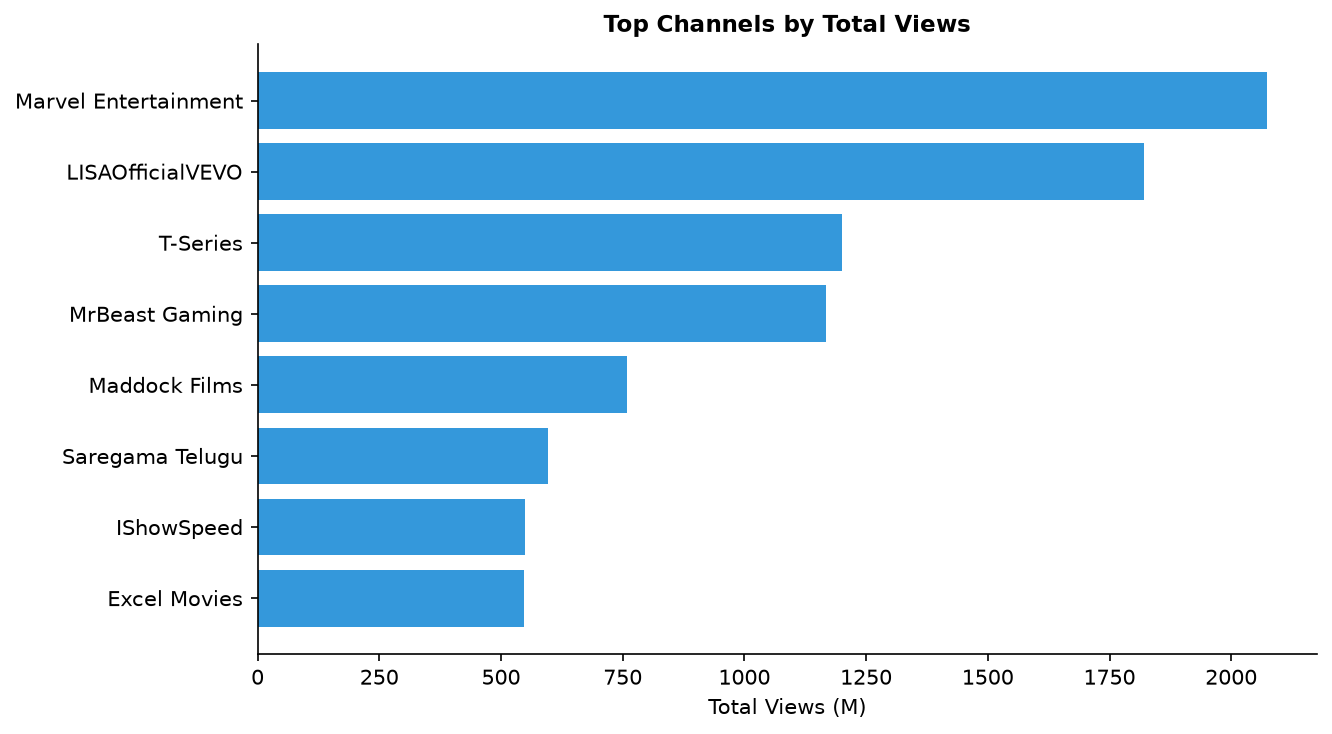 Top Channels by Total Views
Marvel Entertainment
LISAOfficialVEVO
T-Series
MrBeast Gaming
Maddock Films
Saregama Telugu
IShowSpeed
Excel Movies
0 250 500 750 1000 1250 1500 1750 2000
Total Views (M)